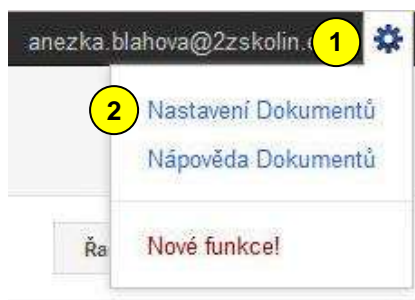 anezka.blahova@2zskolin.
1
2
Nastavení Dokumentů
Nápověda Dokumentů
Řa
Nové funkce!